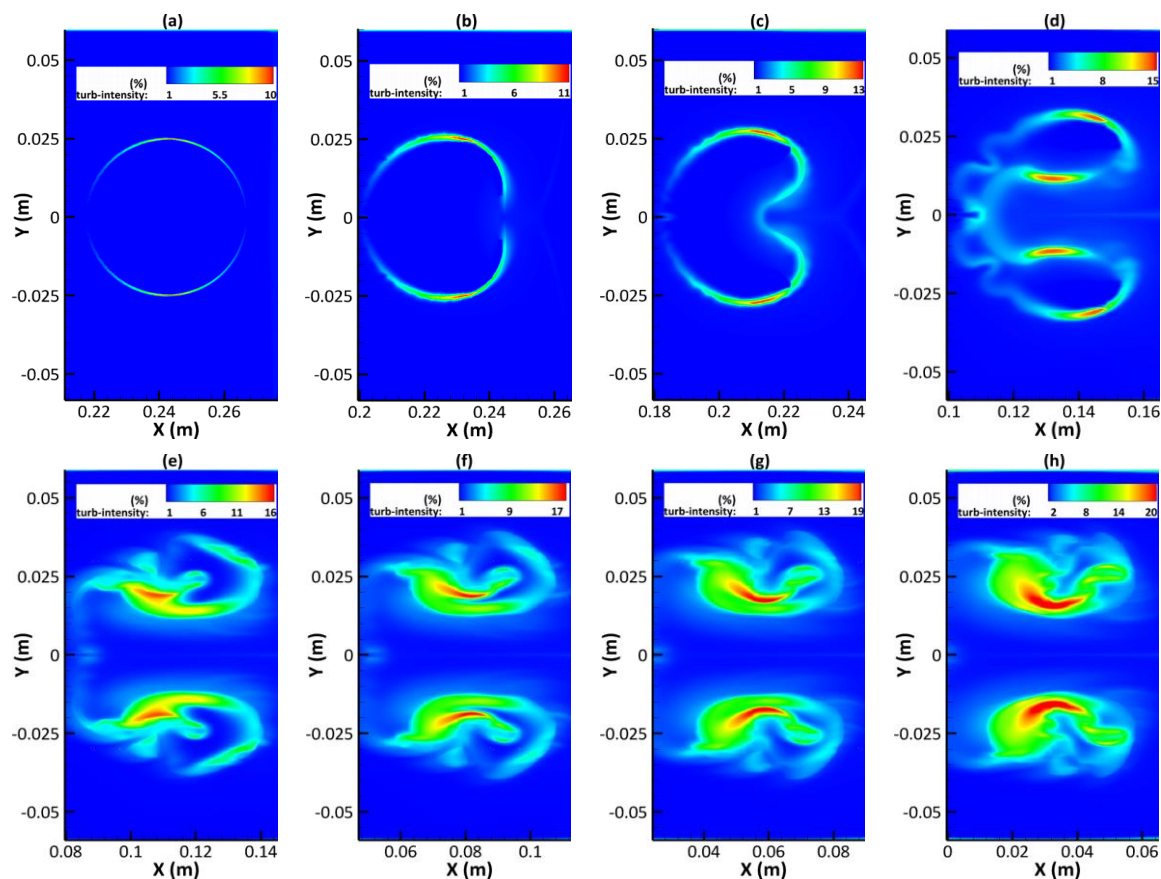 (a) (b) (c) (d)
0.05 0.05 0.05 0.05
(%) (%) (%) (%)
turb-intensity: 1 5.5 10 turb-intensity: 1 6 11 turb-intensity: 1 5 9 13 turb-intensity: 1 8 15
0.025 0.025 0.025 0.025
Y (m) Y (m) Y (m) Y (m)
0 0 0 0
-0.025 -0.025 -0.025 -0.025
-0.05 -0.05 -0.05 -0.05
0.22 0.24 0.26 0.2 0.22 0.24 0.26 0.18 0.2 0.22 0.24 0.1 0.12 0.14 0.16
X (m) X (m) X (m) X (m)
(e) (f) (g) (h)
0.05 0.05 0.05 0.05
(%) (%) (%) (%)
turb-intensity: 1 6 11 16 turb-intensity: 1 9 17 turb-intensity: 1 7 13 19 turb-intensity: 2 8 14 20
0.025 0.025 0.025 0.025
Y (m) Y (m) Y (m) Y (m)
0 0 0 0
-0.025 -0.025 -0.025 -0.025
-0.05 -0.05 -0.05 -0.05
0.08 0.1 0.12 0.14 0.06 0.08 0.1 0.04 0.06 0.08 0 0.02 0.04 0.06
X (m) X (m) X (m) X (m)